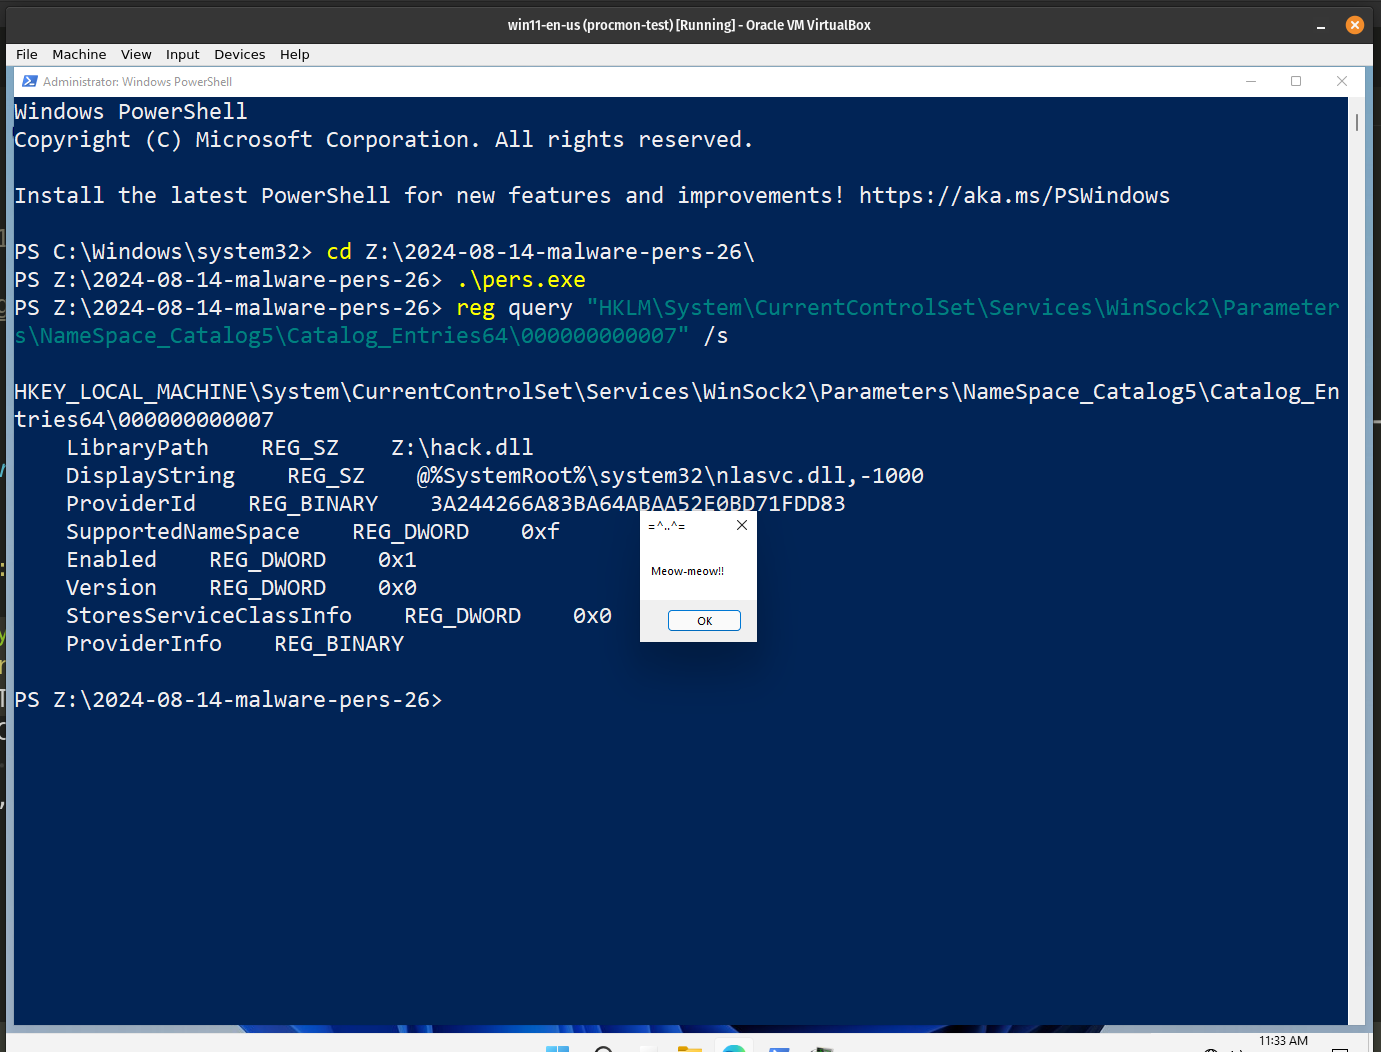 win11-en-us (procmon-test) [Running] - Oracle VM VirtualBox
File Machine View Input Devices Help
Administrator: Windows PowerShell
Windows PowerShell
Copyright (C) Microsoft Corporation. All rights reserved.
Install the latest PowerShell for new features and improvements! https://aka.ms/PSWindows
PS C:\Windows\system32> cd Z:\2024-08-14-malware-pers-26\
PS Z:\2024-08-14-malware-pers-26> .\pers.exe
PS Z:\2024-08-14-malware-pers-26> reg query "HKLM\System\CurrentControlSet\Services\WinSock2\Parameter
s\NameSpace_Catalog5\Catalog_Entries64\000000000007" /s
HKEY_LOCAL_MACHINE\System\CurrentControlSet\Services\WinSock2\Parameters\NameSpace_Catalog5\Catalog_En
tries64\000000000007
LibraryPath REG_SZ Z:\hack.dll
DisplayString REG_SZ @%SystemRoot%\system32\nlasvc.dll,-1000
ProviderId REG_BINARY 3A244266A83BA64ABAA52E0BD71FDD83
SupportedNameSpace REG_DWORD 0xf
Enabled REG_DWORD 0x1
Version REG_DWORD 0x0
StoresServiceClassInfo REG_DWORD 0x0
ProviderInfo REG_BINARY
PS Z:\2024-08-14-malware-pers-26>
=^..^=
Meow-meow!!
OK
11:33 AM